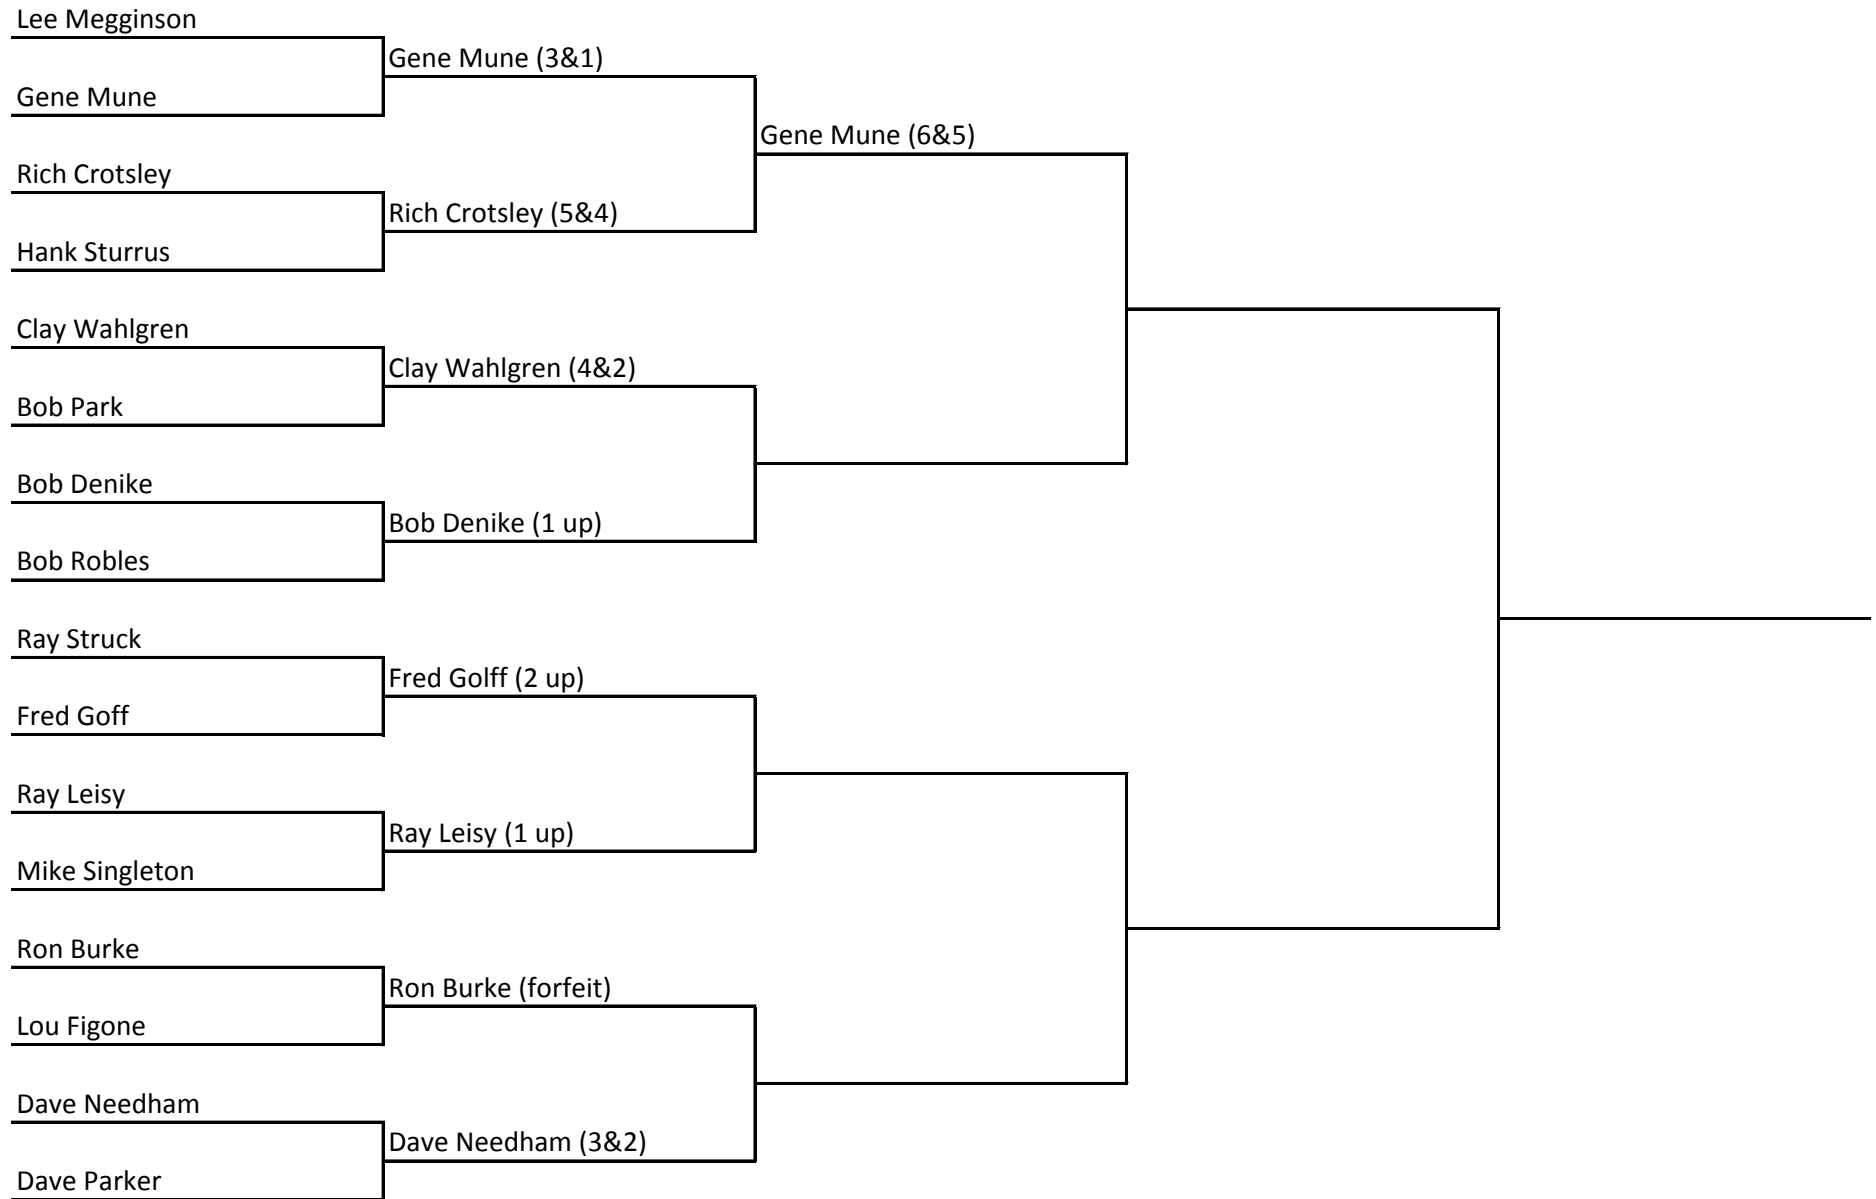 Lee Megginson
Gene Mune (3&1)
Gene Mune
Gene Mune (6&5)
Rich Crotsley
Rich Crotsley (5&4)
Hank Sturrus
Clay Wahlgren
Clay Wahlgren (4&2)
Bob Park
Bob Denike
Bob Denike (1 up)
Bob Robles
Ray Struck
Fred Golff (2 up)
Fred Goff
Ray Leisy
Ray Leisy (1 up)
Mike Singleton
Ron Burke
Ron Burke (forfeit)
Lou Figone
Dave Needham
Dave Needham (3&2)
Dave Parker